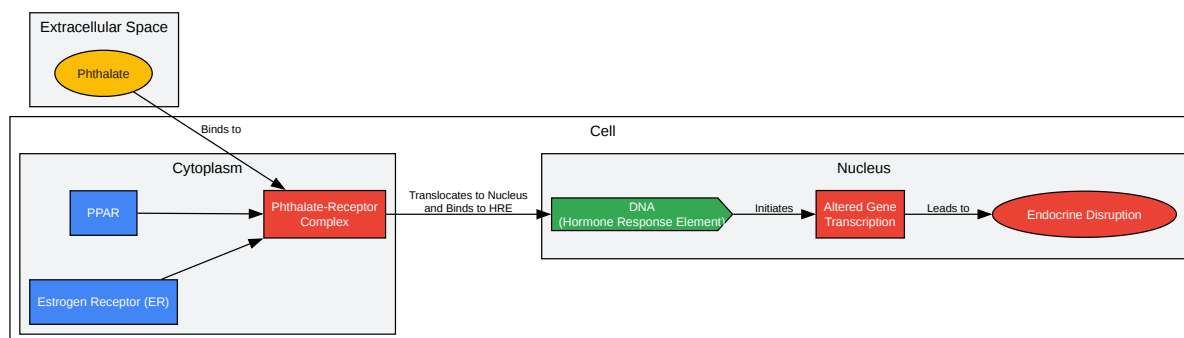 Extracellular Space
Phthalate
Binds to
Cell
Cytoplasm
PPAR
Phthalate-Receptor
Complex
Estrogen Receptor (ER)
Translocates to Nucleus
and Binds to HRE
Nucleus
DNA
(Hormone Response Element)
Initiates
Altered Gene
Transcription
Leads to
Endocrine Disruption